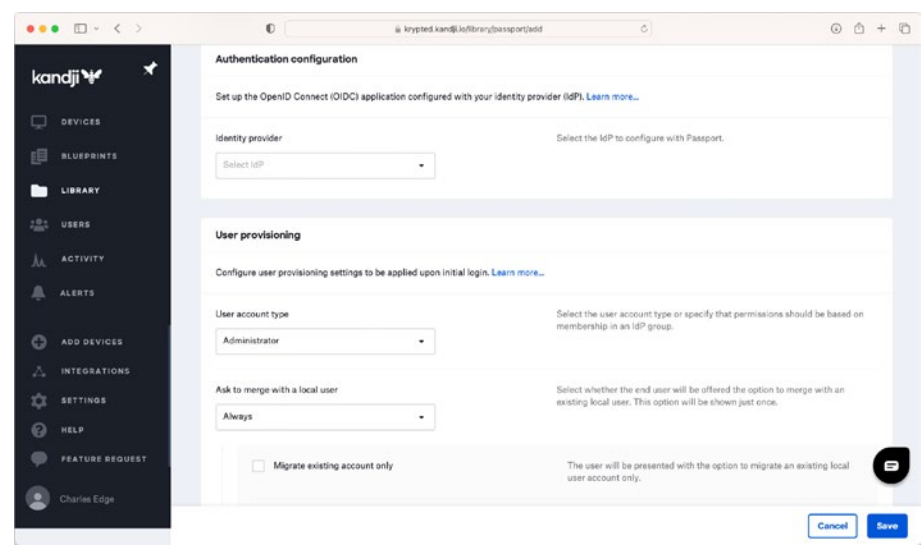 krypted.kandji.io/library/passport/add
kandji
DEVICES
BLUEPRINTS
LIBRARY
USERS
ACTIVITY
ALERTS
ADD DEVICES
INTEGRATIONS
SETTINGS
HELP
FEATURE REQUEST
Charles Edge
Authentication configuration
Set up the OpenID Connect (OIDC) application configured with your identity provider (IdP). Learn more...
Identity provider
Select IdP
Select the IdP to configure with Passport.
User provisioning
Configure user provisioning settings to be applied upon initial login. Learn more...
User account type
Administrator
Select the user account type or specify that permissions should be based on
membership in an IdP group.
Ask to merge with a local user
Always
Select whether the end user will be offered the option to merge with an
existing local user. This option will be shown just once.
Migrate existing account only
The user will be presented with the option to migrate an existing local
user account only.
Cancel
Save